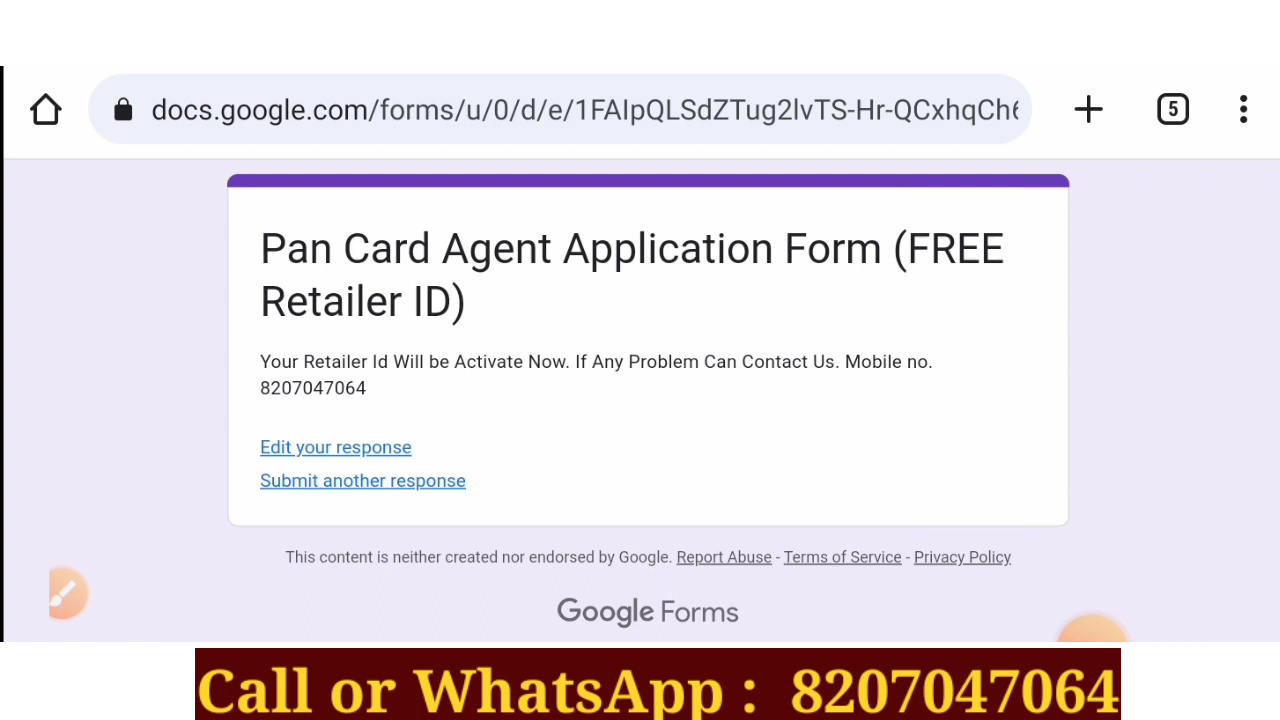 docs.google.com/forms/u/0/d/e/1FAIpQLSdZTug2lvTS-Hr-QCxhqCh6
5
Pan Card Agent Application Form (FREE
Retailer ID)
Your Retailer Id Will be Activate Now. If Any Problem Can Contact Us. Mobile no.
8207047064
Edit your response
Submit another response
This content is neither created nor endorsed by Google. Report Abuse - Terms of Service - Privacy Policy
Google Forms
Call or WhatsApp : 8207047064